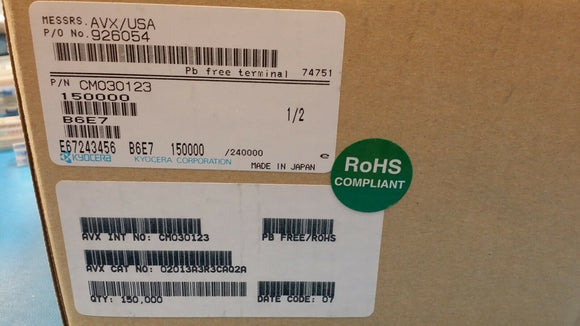 MESSRS. AVX/USA
P/O No. 926054
Pb free terminal 74751
P/N CM030123
150000
1/2
B6E7
E67243456 B6E7 150000 /240000 e
KYOCERA KYOCERA CORPORATION
MADE IN JAPAN
RoHS
COMPLIANT
AVX INT NO: CM030123 PB FREE/ROHS
AVX CAT NO: 02013A3R3CAQ2A
QTY: 150,000 DATE CODE: 07